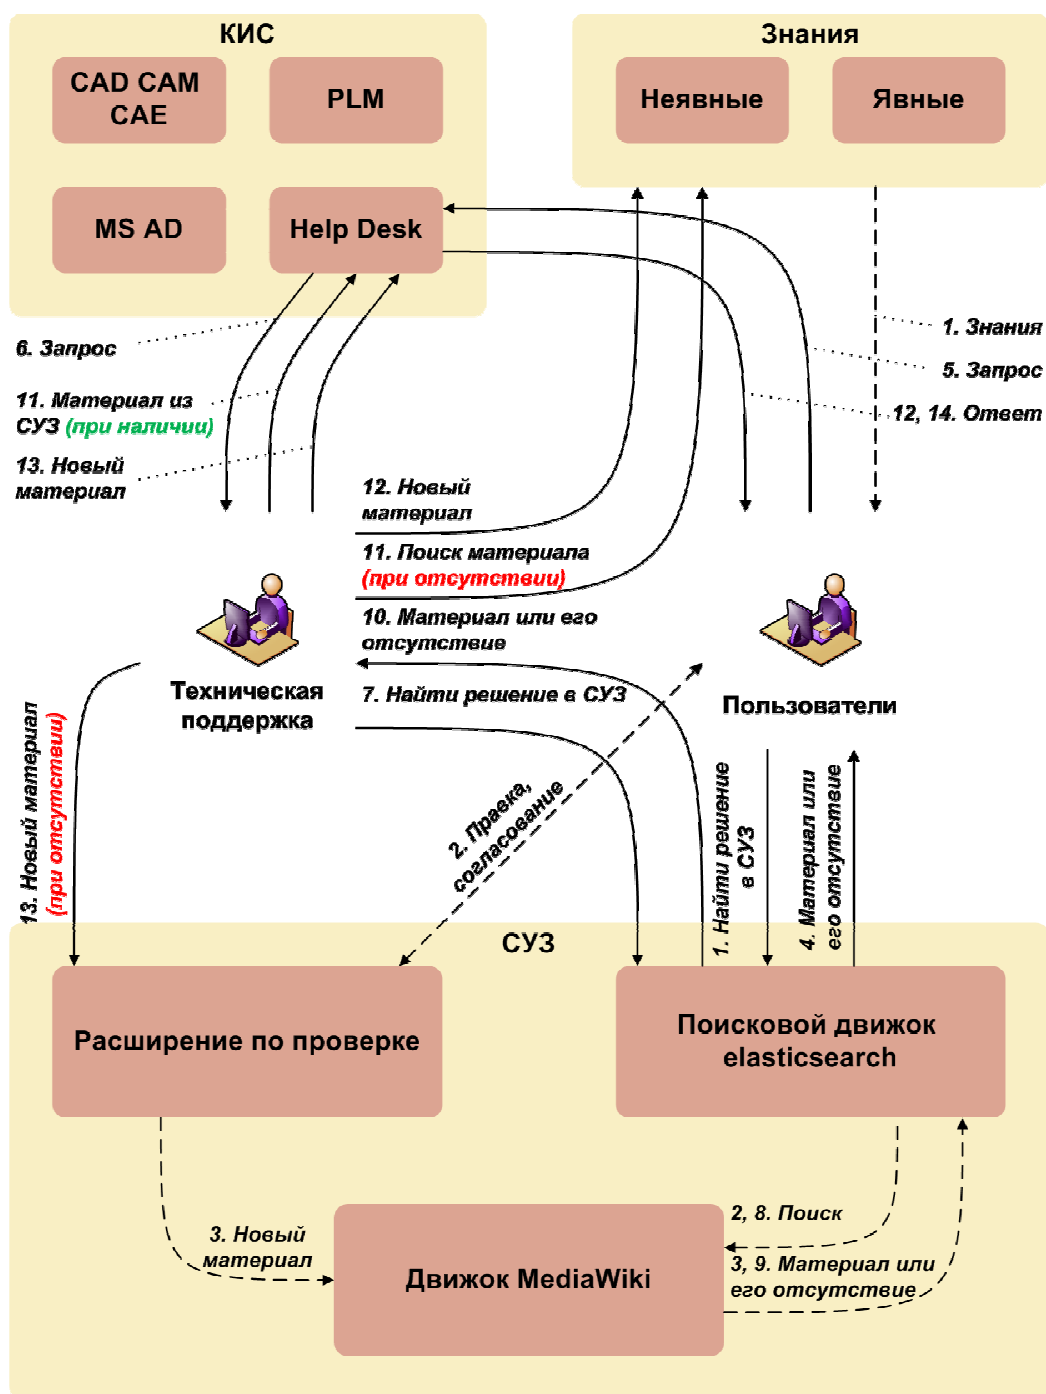 КИС
CAD CAM
CAE
PLM
MS AD
Help Desk
Знания
Неявные
Явные
6. Запрос
11. Материал из
СУЗ (при наличии)
13. Новый
материал
1. Знания
5. Запрос
12, 14. Ответ
12. Новый
материал
11. Поиск материала
(при отсутствии)
10. Материал или его
отсутствие
7. Найти решение в СУЗ
Техническая
поддержка
Пользователи
13. Новый материал
(при отсутствии)
2. Правка,
согласование
1. Найти решение
в СУЗ
4. Материал или
его отсутствие
СУЗ
Расширение по проверке
Поисковой движок
elasticsearch
3. Новый
материал
Движок MediaWiki
2, 8. Поиск
3, 9. Материал или
его отсутствие